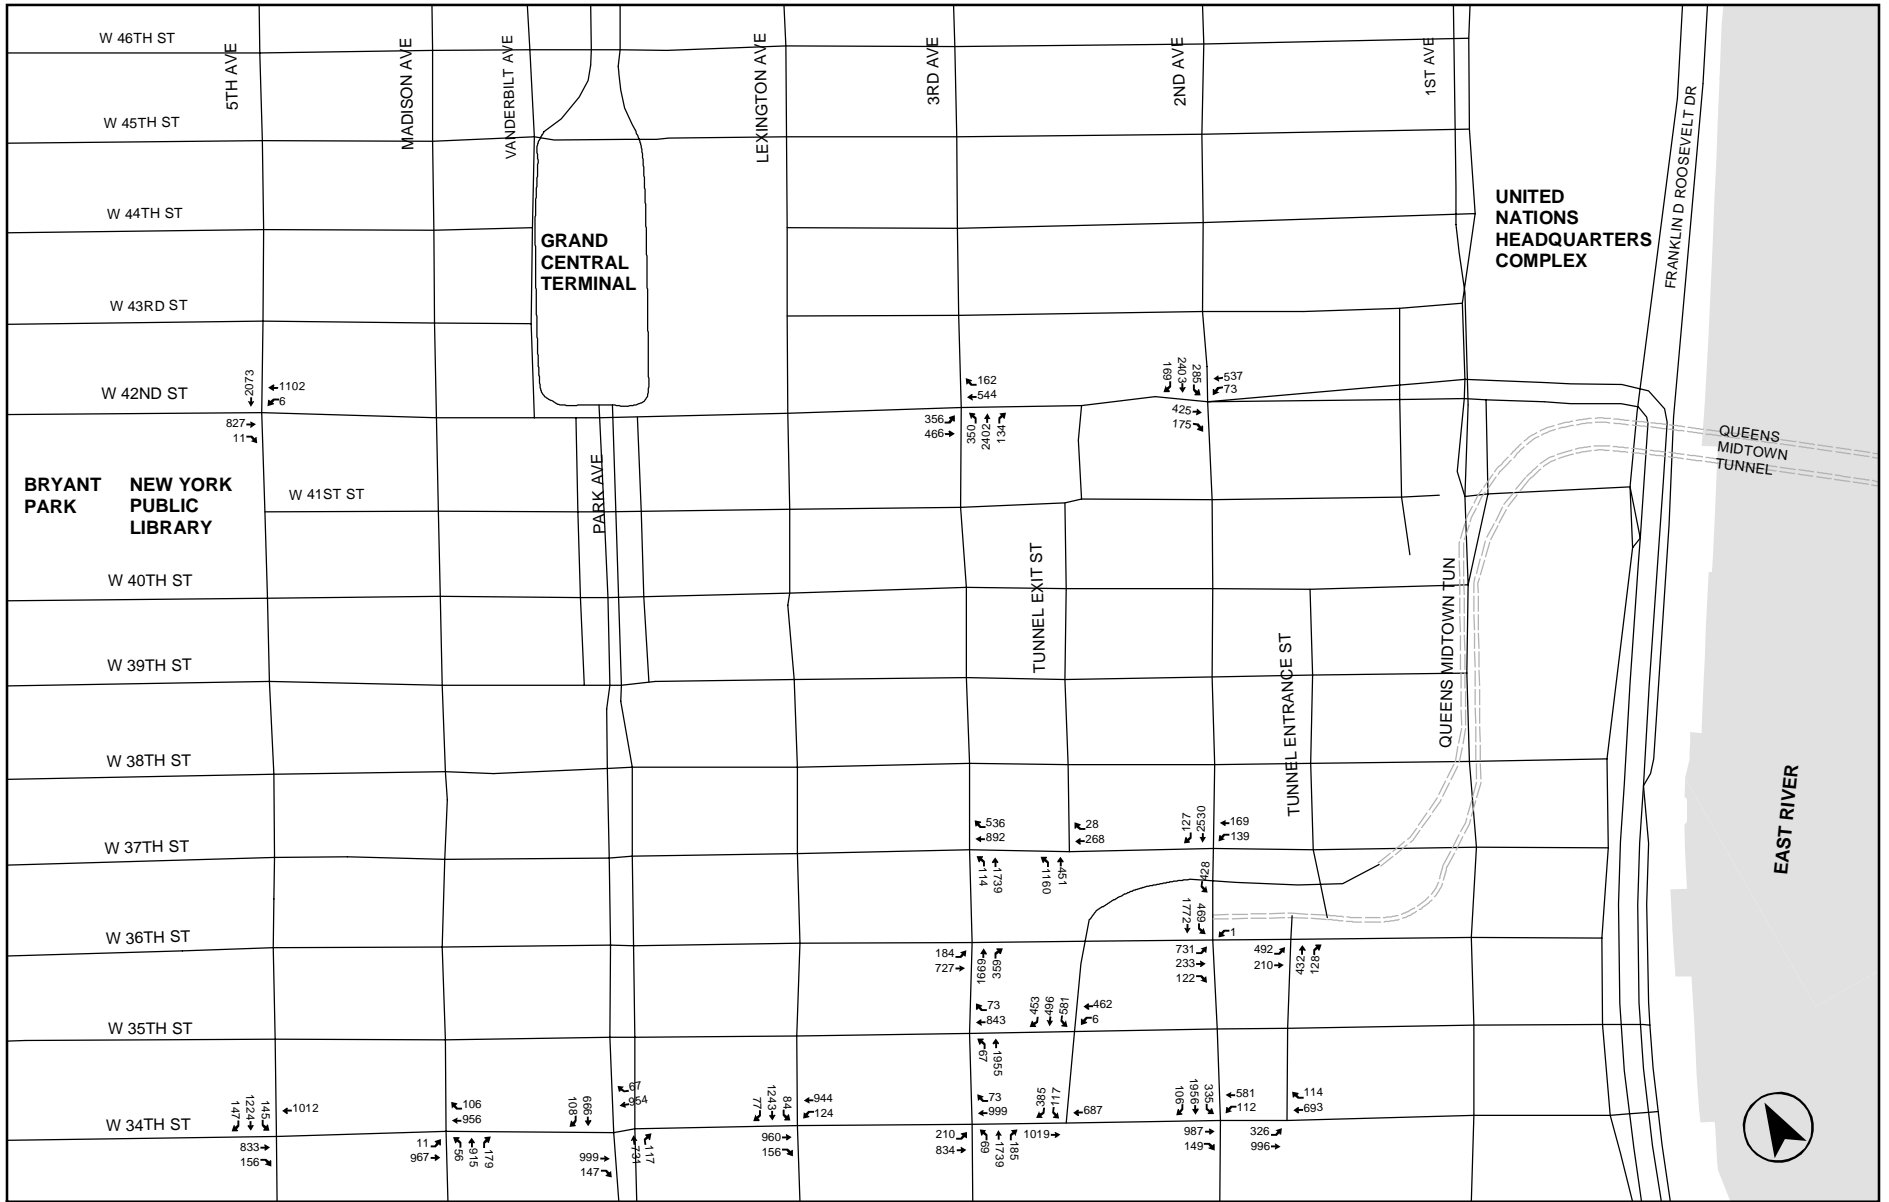 W 46TH ST
5TH AVE
MADISON AVE
VANDERBILT AVE
LEXINGTON AVE
3RD AVE
2ND AVE
1ST AVE
FRANKLIN D ROOSEVELT DR
W 45TH ST
W 44TH ST
UNITED
NATIONS
HEADQUARTERS
COMPLEX
GRAND
CENTRAL
TERMINAL
W 43RD ST
W 42ND ST
2073
1102
6
827
11
162
544
356
466
350
2402
134
169
2403
285
537
73
425
175
QUEENS
MIDTOWN
TUNNEL
BRYANT
PARK
NEW YORK
PUBLIC
LIBRARY
W 41ST ST
PARK AVE
W 40TH ST
TUNNEL EXIT ST
QUEENS MIDTOWN TUN
W 39TH ST
TUNNEL ENTRANCE ST
W 38TH ST
EAST RIVER
W 37TH ST
536
892
114
1739
28
268
1160
451
127
2530
169
139
428
W 36TH ST
1772
469
1
184
727
1669
359
731
233
122
492
210
432
128
W 35TH ST
73
843
67
1955
453
496
581
462
6
W 34TH ST
147
1224
145
1012
833
156
106
956
11
967
56
915
179
108
666
67
954
999
147
731
117
77
1243
84
944
124
960
156
73
999
210
834
69
1739
185
385
117
687
1019
106
1956
335
581
112
987
149
114
693
326
996